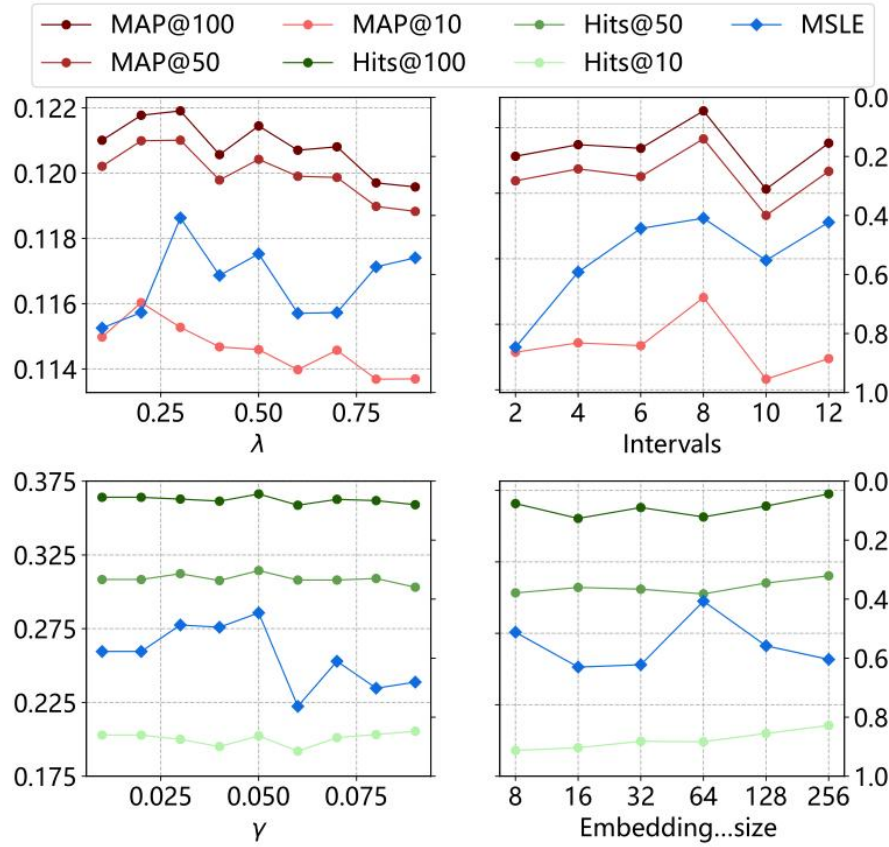 MAP@100 MAP@10 Hits@50 MSLE
MAP@50 Hits@100 Hits@10
0.122
0.120
0.118
0.116
0.114
0.25 0.50 0.75
λ
0.0
0.2
0.4
0.6
0.8
1.0
2 4 6 8 10 12
Intervals
0.375
0.325
0.275
0.225
0.175
0.025 0.050 0.075
γ
0.0
0.2
0.4
0.6
0.8
1.0
8 16 32 64 128 256
Embedding...size